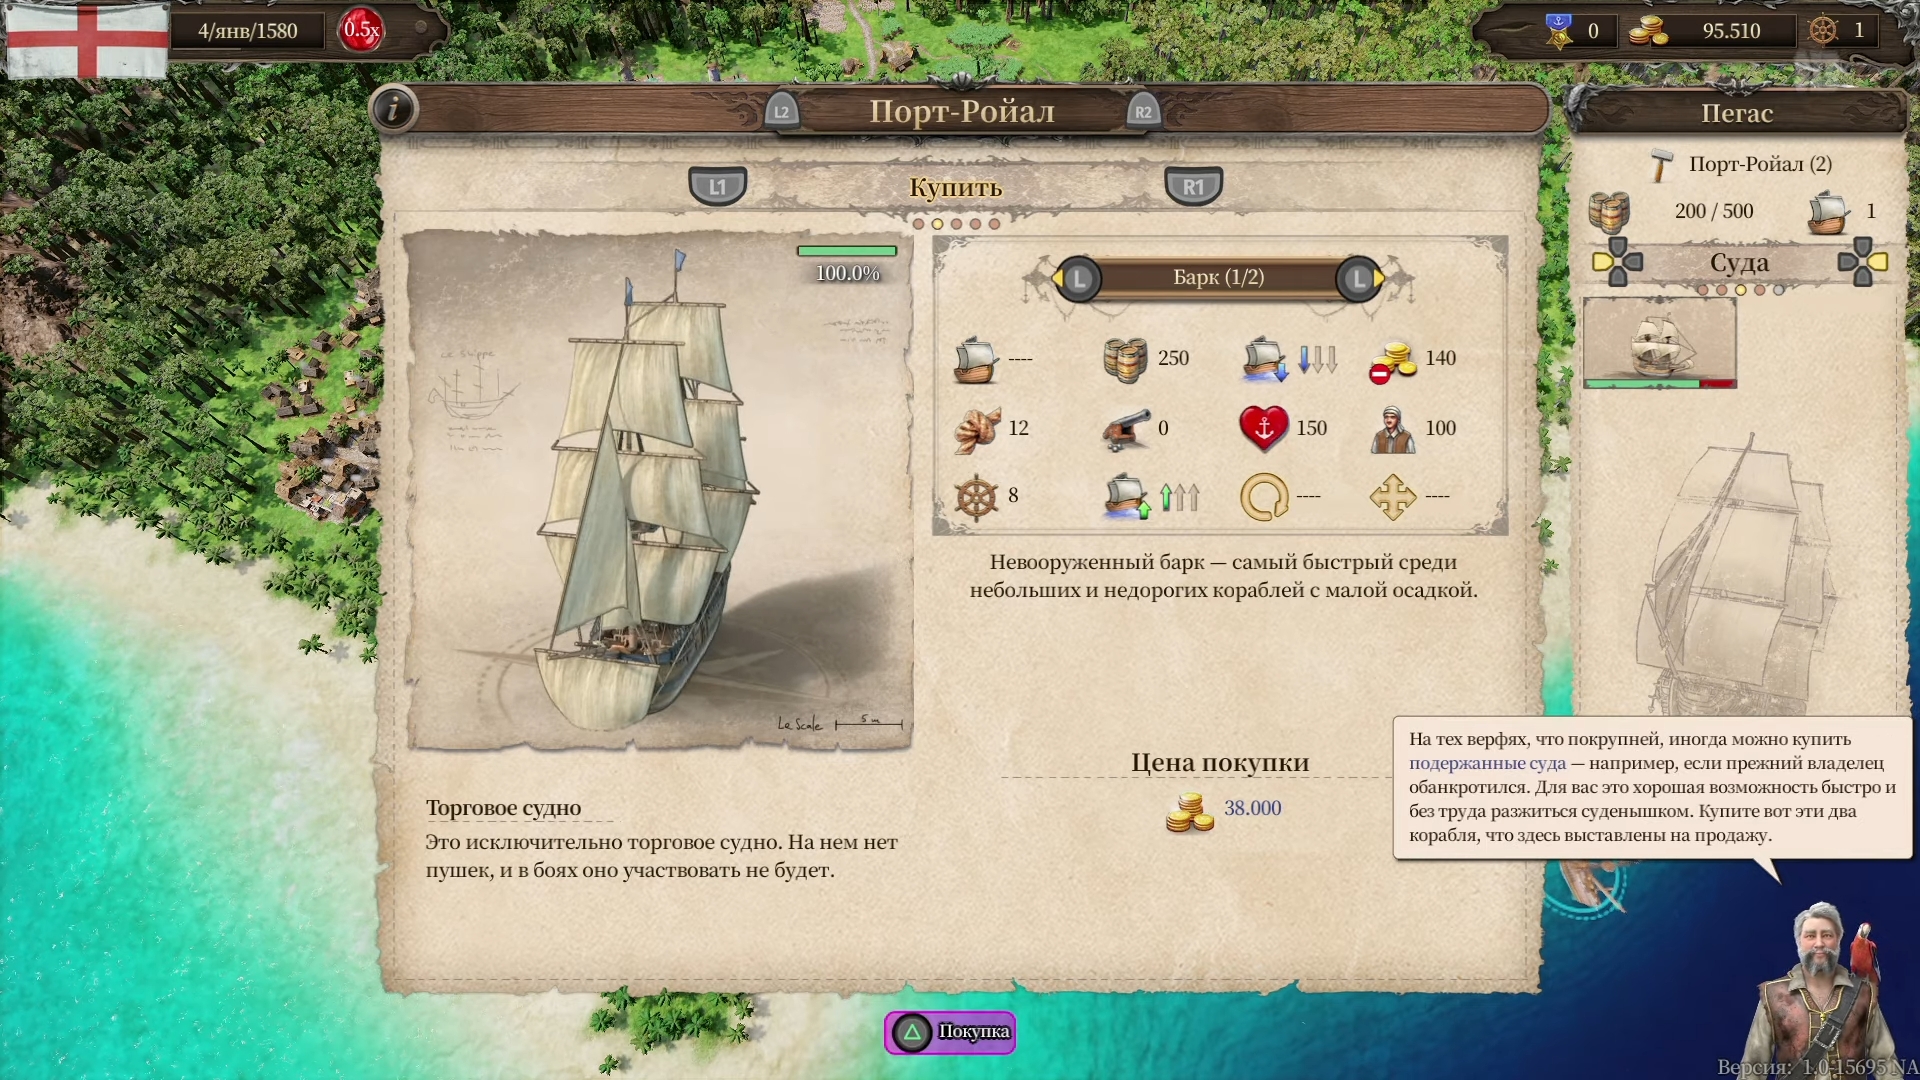 4/янв/1580
0.5x
0
95.510
1
i
L2
Порт-Ройал
R2
Пегас
Порт-Ройал (2)
200 / 500
1
Суда
L1
Купить
R1
100.0%
Le Scale
5 m
L
Барк (1/2)
L
----
250
140
12
0
150
100
8
----
----
Невооруженный барк — самый быстрый среди
небольших и недорогих кораблей с малой осадкой.
Цена покупки
38.000
Торговое судно
Это исключительно торговое судно. На нем нет
пушек, и в боях оно участвовать не будет.
На тех верфях, что покрупней, иногда можно купить
подержанные суда — например, если прежний владелец
обанкротился. Для вас это хорошая возможность быстро и
без труда разжиться суденышком. Купите вот эти два
корабля, что здесь выставлены на продажу.
Покупка
Версия: 1.0.15695 NA